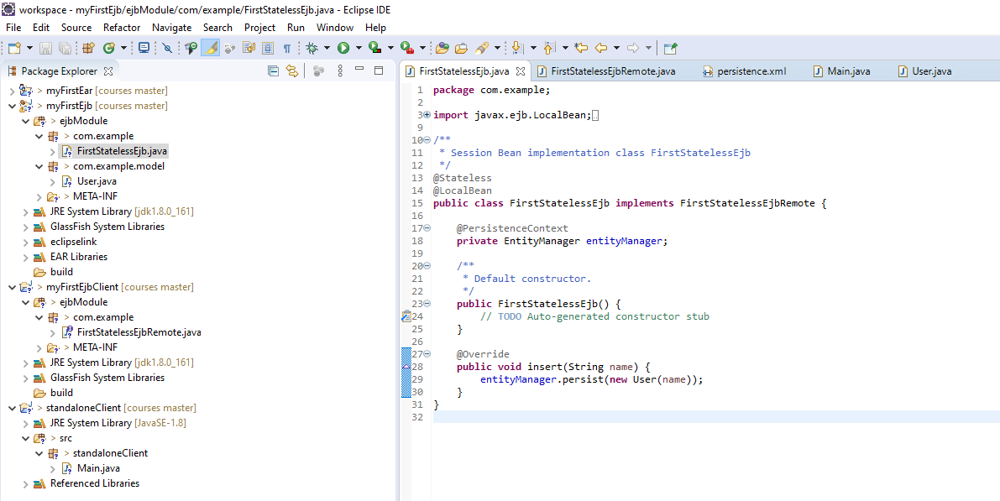 workspace - myFirstEjb/ejbModule/com/example/FirstStatelessEjb.java - Eclipse IDE
File Edit Source Refactor Navigate Search Project Run Window Help
Package Explorer
> myFirstEar [courses master]
> myFirstEjb [courses master]
> ejbModule
> com.example
FirstStatelessEjb.java
> com.example.model
User.java
> META-INF
JRE System Library [jdk1.8.0_161]
GlassFish System Libraries
eclipselink
EAR Libraries
build
> myFirstEjbClient [courses master]
> ejbModule
> com.example
FirstStatelessEjbRemote.java
> META-INF
JRE System Library [jdk1.8.0_161]
GlassFish System Libraries
build
> standaloneClient [courses master]
JRE System Library [JavaSE-1.8]
> src
> standaloneClient
Main.java
Referenced Libraries
FirstStatelessEjb.java FirstStatelessEjbRemote.java persistence.xml Main.java User.java
1 package com.example;
2
3 import javax.ejb.LocalBean;
9
10 /**
11 * Session Bean implementation class FirstStatelessEjb
12 */
13 @Stateless
14 @LocalBean
15 public class FirstStatelessEjb implements FirstStatelessEjbRemote {
16
17 @PersistenceContext
18 private EntityManager entityManager;
19
20 /**
21 * Default constructor.
22 */
23 public FirstStatelessEjb() {
24 // TODO Auto-generated constructor stub
25 }
26
27 @Override
28 public void insert(String name) {
29 entityManager.persist(new User(name));
30 }
31 }
32